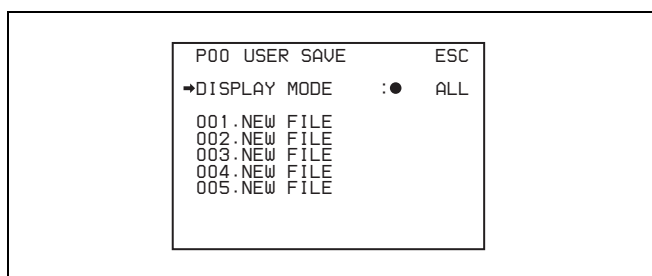 P00 USER SAVE ESC
➡DISPLAY MODE :● ALL
001.NEW FILE
002.NEW FILE
003.NEW FILE
004.NEW FILE
005.NEW FILE